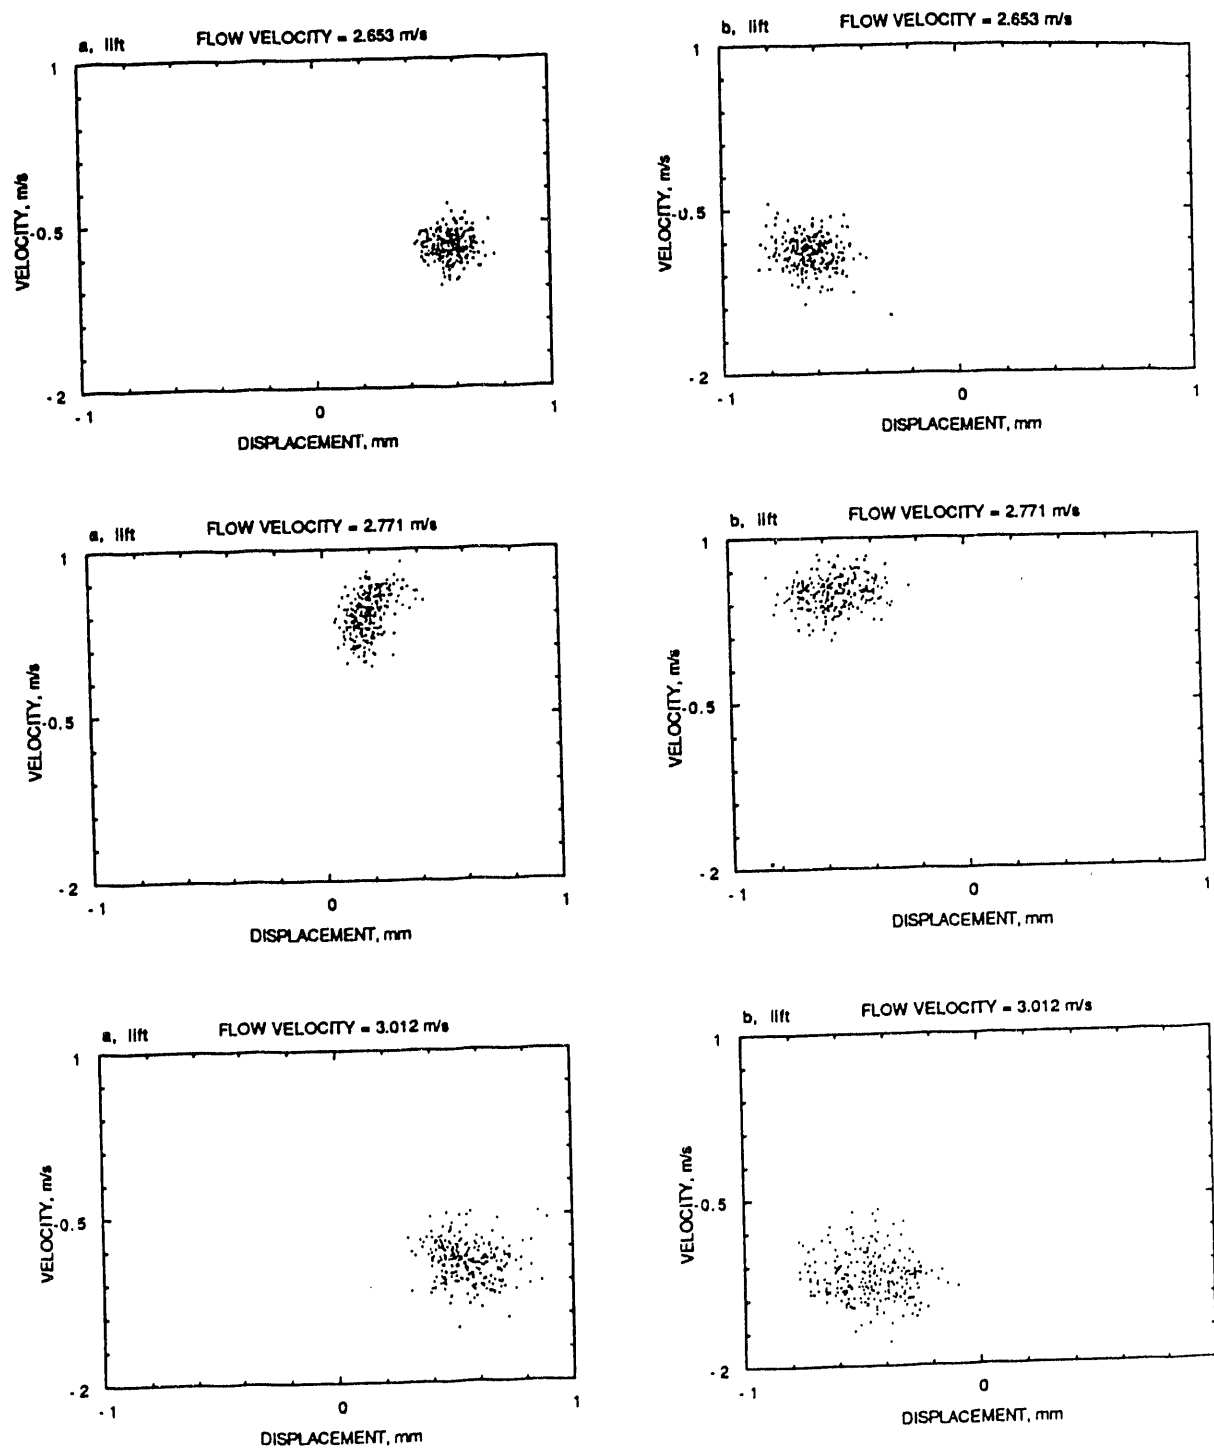 a, lift FLOW VELOCITY = 2.653 m/s
1
VELOCITY, m/s
-0.5
-2
-1 0 1
DISPLACEMENT, mm
b, lift FLOW VELOCITY = 2.653 m/s
1
VELOCITY, m/s
-0.5
-2
-1 0 1
DISPLACEMENT, mm
a, lift FLOW VELOCITY = 2.771 m/s
1
VELOCITY, m/s
-0.5
-2
-1 0 1
DISPLACEMENT, mm
b, lift FLOW VELOCITY = 2.771 m/s
1
VELOCITY, m/s
-0.5
-2
-1 0 1
DISPLACEMENT, mm
a, lift FLOW VELOCITY = 3.012 m/s
1
VELOCITY, m/s
-0.5
-2
-1 0 1
DISPLACEMENT, mm
b, lift FLOW VELOCITY = 3.012 m/s
1
VELOCITY, m/s
-0.5
-2
-1 0
DISPLACEMENT, mm